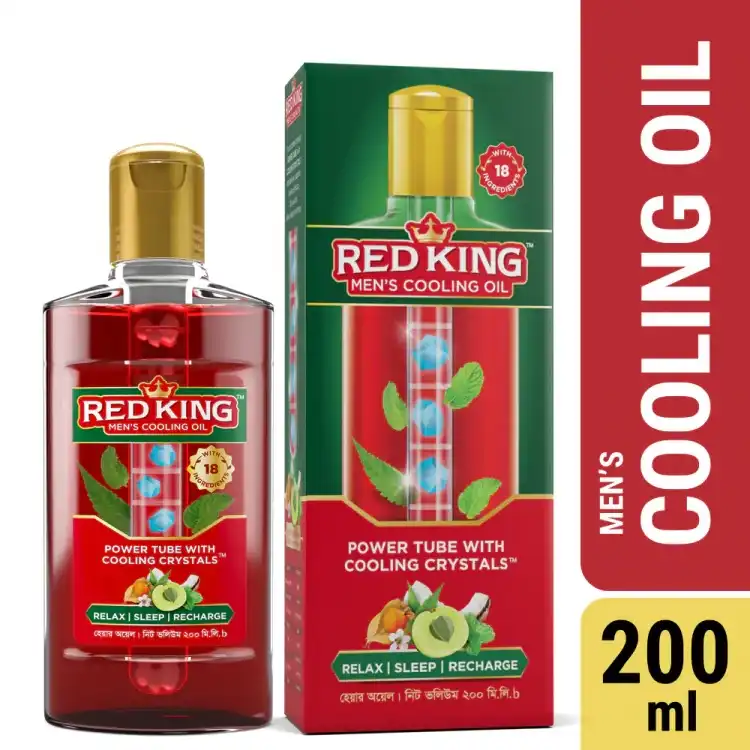 RED KING™
MEN'S COOLING OIL
WITH
18
INGREDIENTS
POWER TUBE WITH
COOLING CRYSTALS™
RELAX | SLEEP | RECHARGE
হেয়ার অয়েল। নিট ভলিউম ২০০ মি.লি.b
WITH
18
INGREDIENTS
RED KING™
MEN'S COOLING OIL
POWER TUBE WITH
COOLING CRYSTALS™
RELAX | SLEEP | RECHARGE
হেয়ার অয়েল। নিট ভলিউম ২০০ মি.লি.b
RED KING
MEN'S
COOLING OIL
200
ml